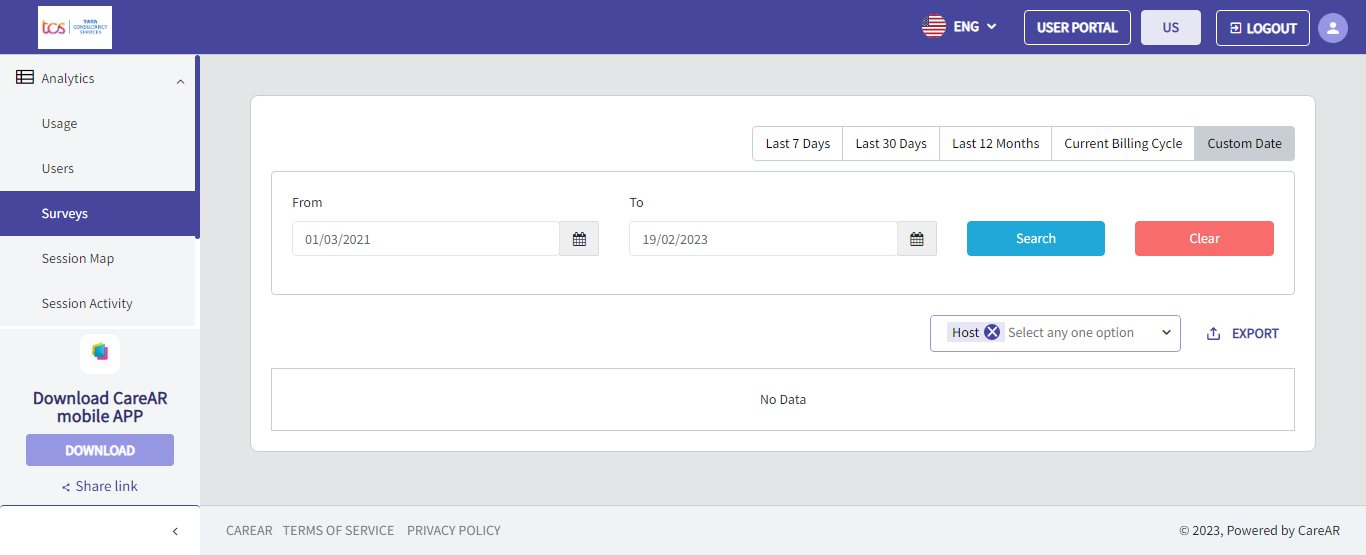 tcs TATA
CONSULTANCY
SERVICES
ENG
USER PORTAL
US
LOGOUT
Analytics
Usage
Users
Surveys
Session Map
Session Activity
Download CareAR
mobile APP
DOWNLOAD
Share link
Last 7 Days
Last 30 Days
Last 12 Months
Current Billing Cycle
Custom Date
From
To
01/03/2021
19/02/2023
Search
Clear
Host
Select any one option
EXPORT
No Data
CAREAR
TERMS OF SERVICE
PRIVACY POLICY
© 2023, Powered by CareAR